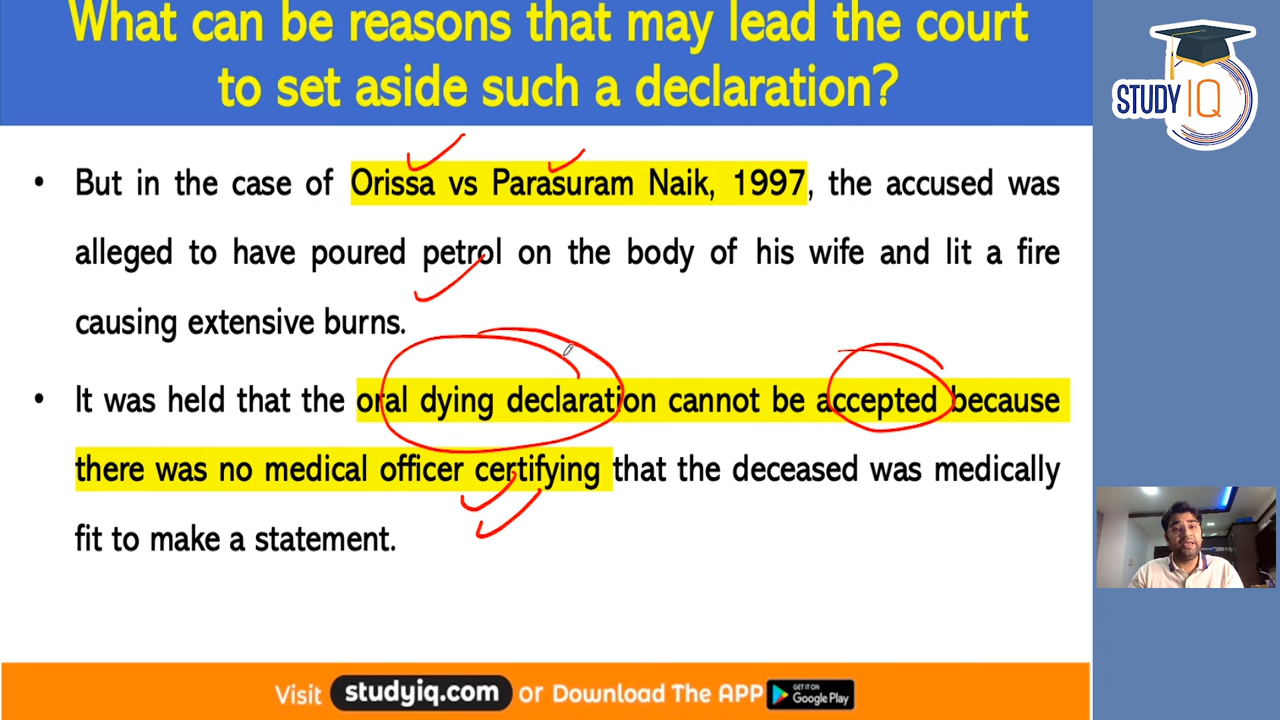 What can be reasons that may lead the court
to set aside such a declaration?
STUDY IQ
• But in the case of Orissa vs Parasuram Naik, 1997, the accused was
alleged to have poured petrol on the body of his wife and lit a fire
causing extensive burns.
• It was held that the oral dying declaration cannot be accepted because
there was no medical officer certifying that the deceased was medically
fit to make a statement.
Visit studyiq.com or Download The APP GET IT ON Google Play